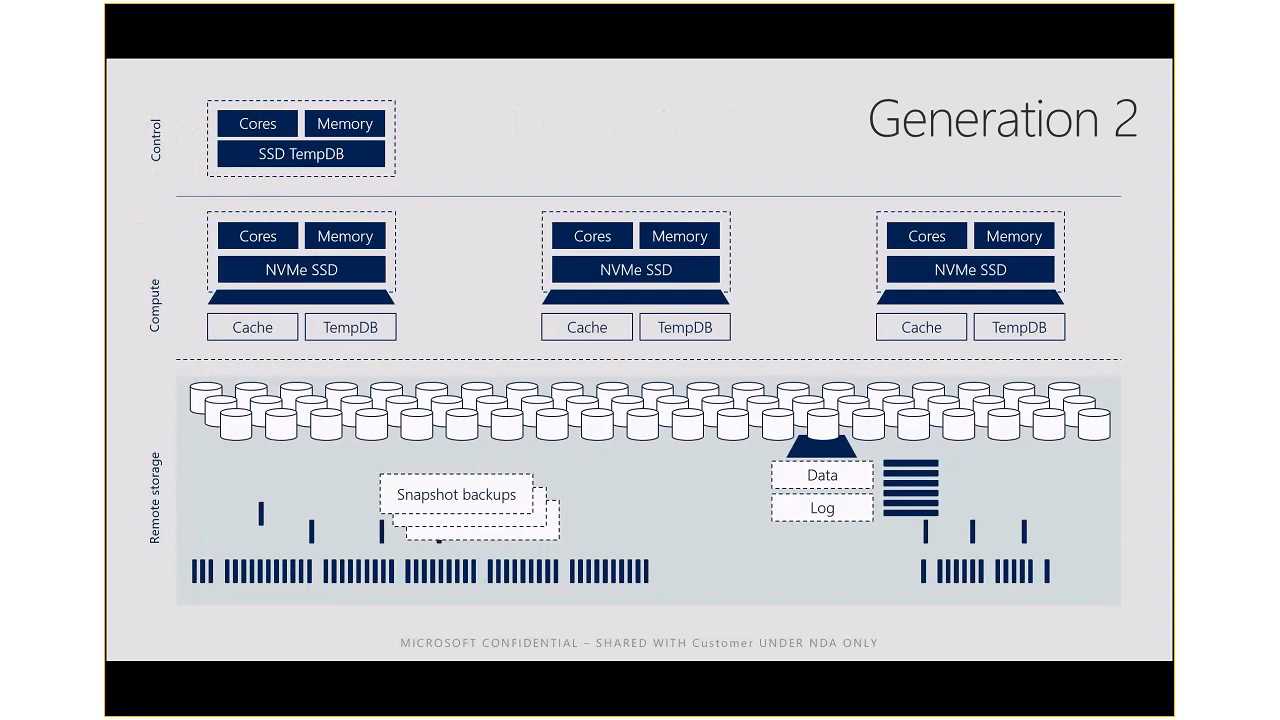 Generation 2
Control
Cores Memory
SSD TempDB
Compute
Cores Memory
NVMe SSD
Cache TempDB
Cores Memory
NVMe SSD
Cache TempDB
Cores Memory
NVMe SSD
Cache TempDB
Remote storage
Snapshot backups
Data
Log
MICROSOFT CONFIDENTIAL – SHARED WITH Customer UNDER NDA ONLY